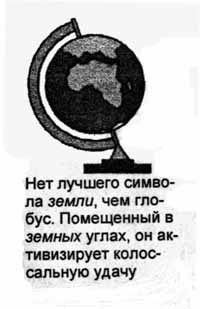 Нет лучшего симво-
ла земли, чем гло-
бус. Помещенный в
земных углах, он ак-
тивизирует колос-
сальную удачу